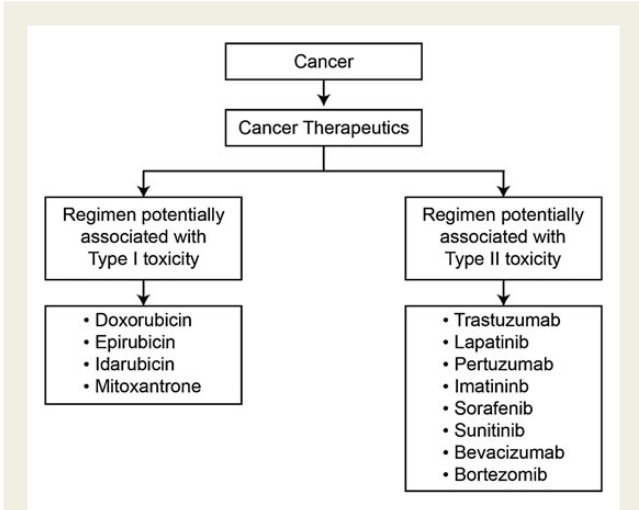 Cancer
Cancer Therapeutics
Regimen potentially
associated with
Type I toxicity
Regimen potentially
associated with
Type II toxicity
• Doxorubicin
• Epirubicin
• Idarubicin
• Mitoxantrone
• Trastuzumab
• Lapatinib
• Pertuzumab
• Imatininb
• Sorafenib
• Sunitinib
• Bevacizumab
• Bortezomib